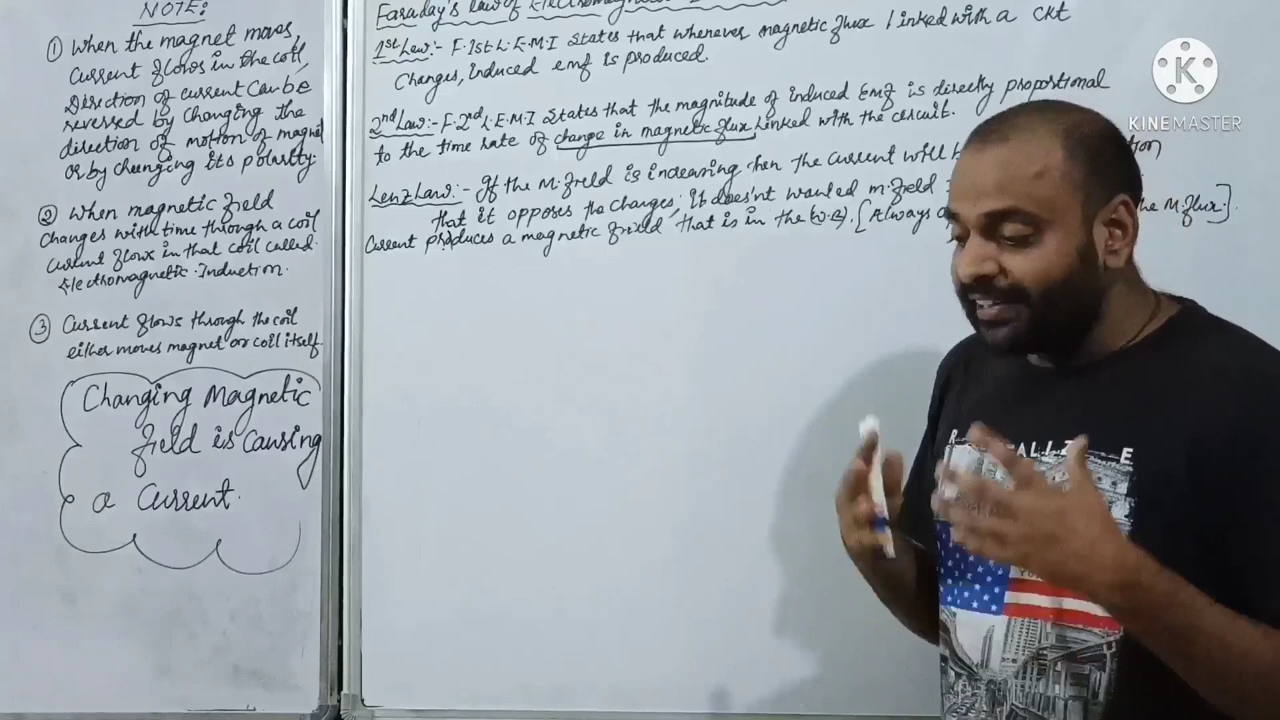 NOTE:
① When the magnet moves,
Current flows in the coil,
Direction of current can be
reversed by changing the
direction of motion of magnet
or by changing its polarity.
② When magnetic field
changes with time through a coil
current flows in that coil called
Electromagnetic Induction.
③ Current flows through the coil
either moves magnet or coil itself.
Changing Magnetic
field is causing
a Current.
Faraday's law of Electromagnetic
1st Law:- F.1st.L.E.M.I States that whenever magnetic flux linked with a Ckt
Changes, Induced emf is produced.
2nd Law:- F.2nd.L.E.M.I States that the magnitude of induced Emf is directly proportional
to the time rate of change in magnetic flux linked with the circuit.
Lenz Law:- If the M.field is increasing then the current will
that it opposes the changes, It does'nt wanted m.field
Current produces a magnetic field that is in the [Always the M.flux].
K
KINEMASTER
R ALIZE